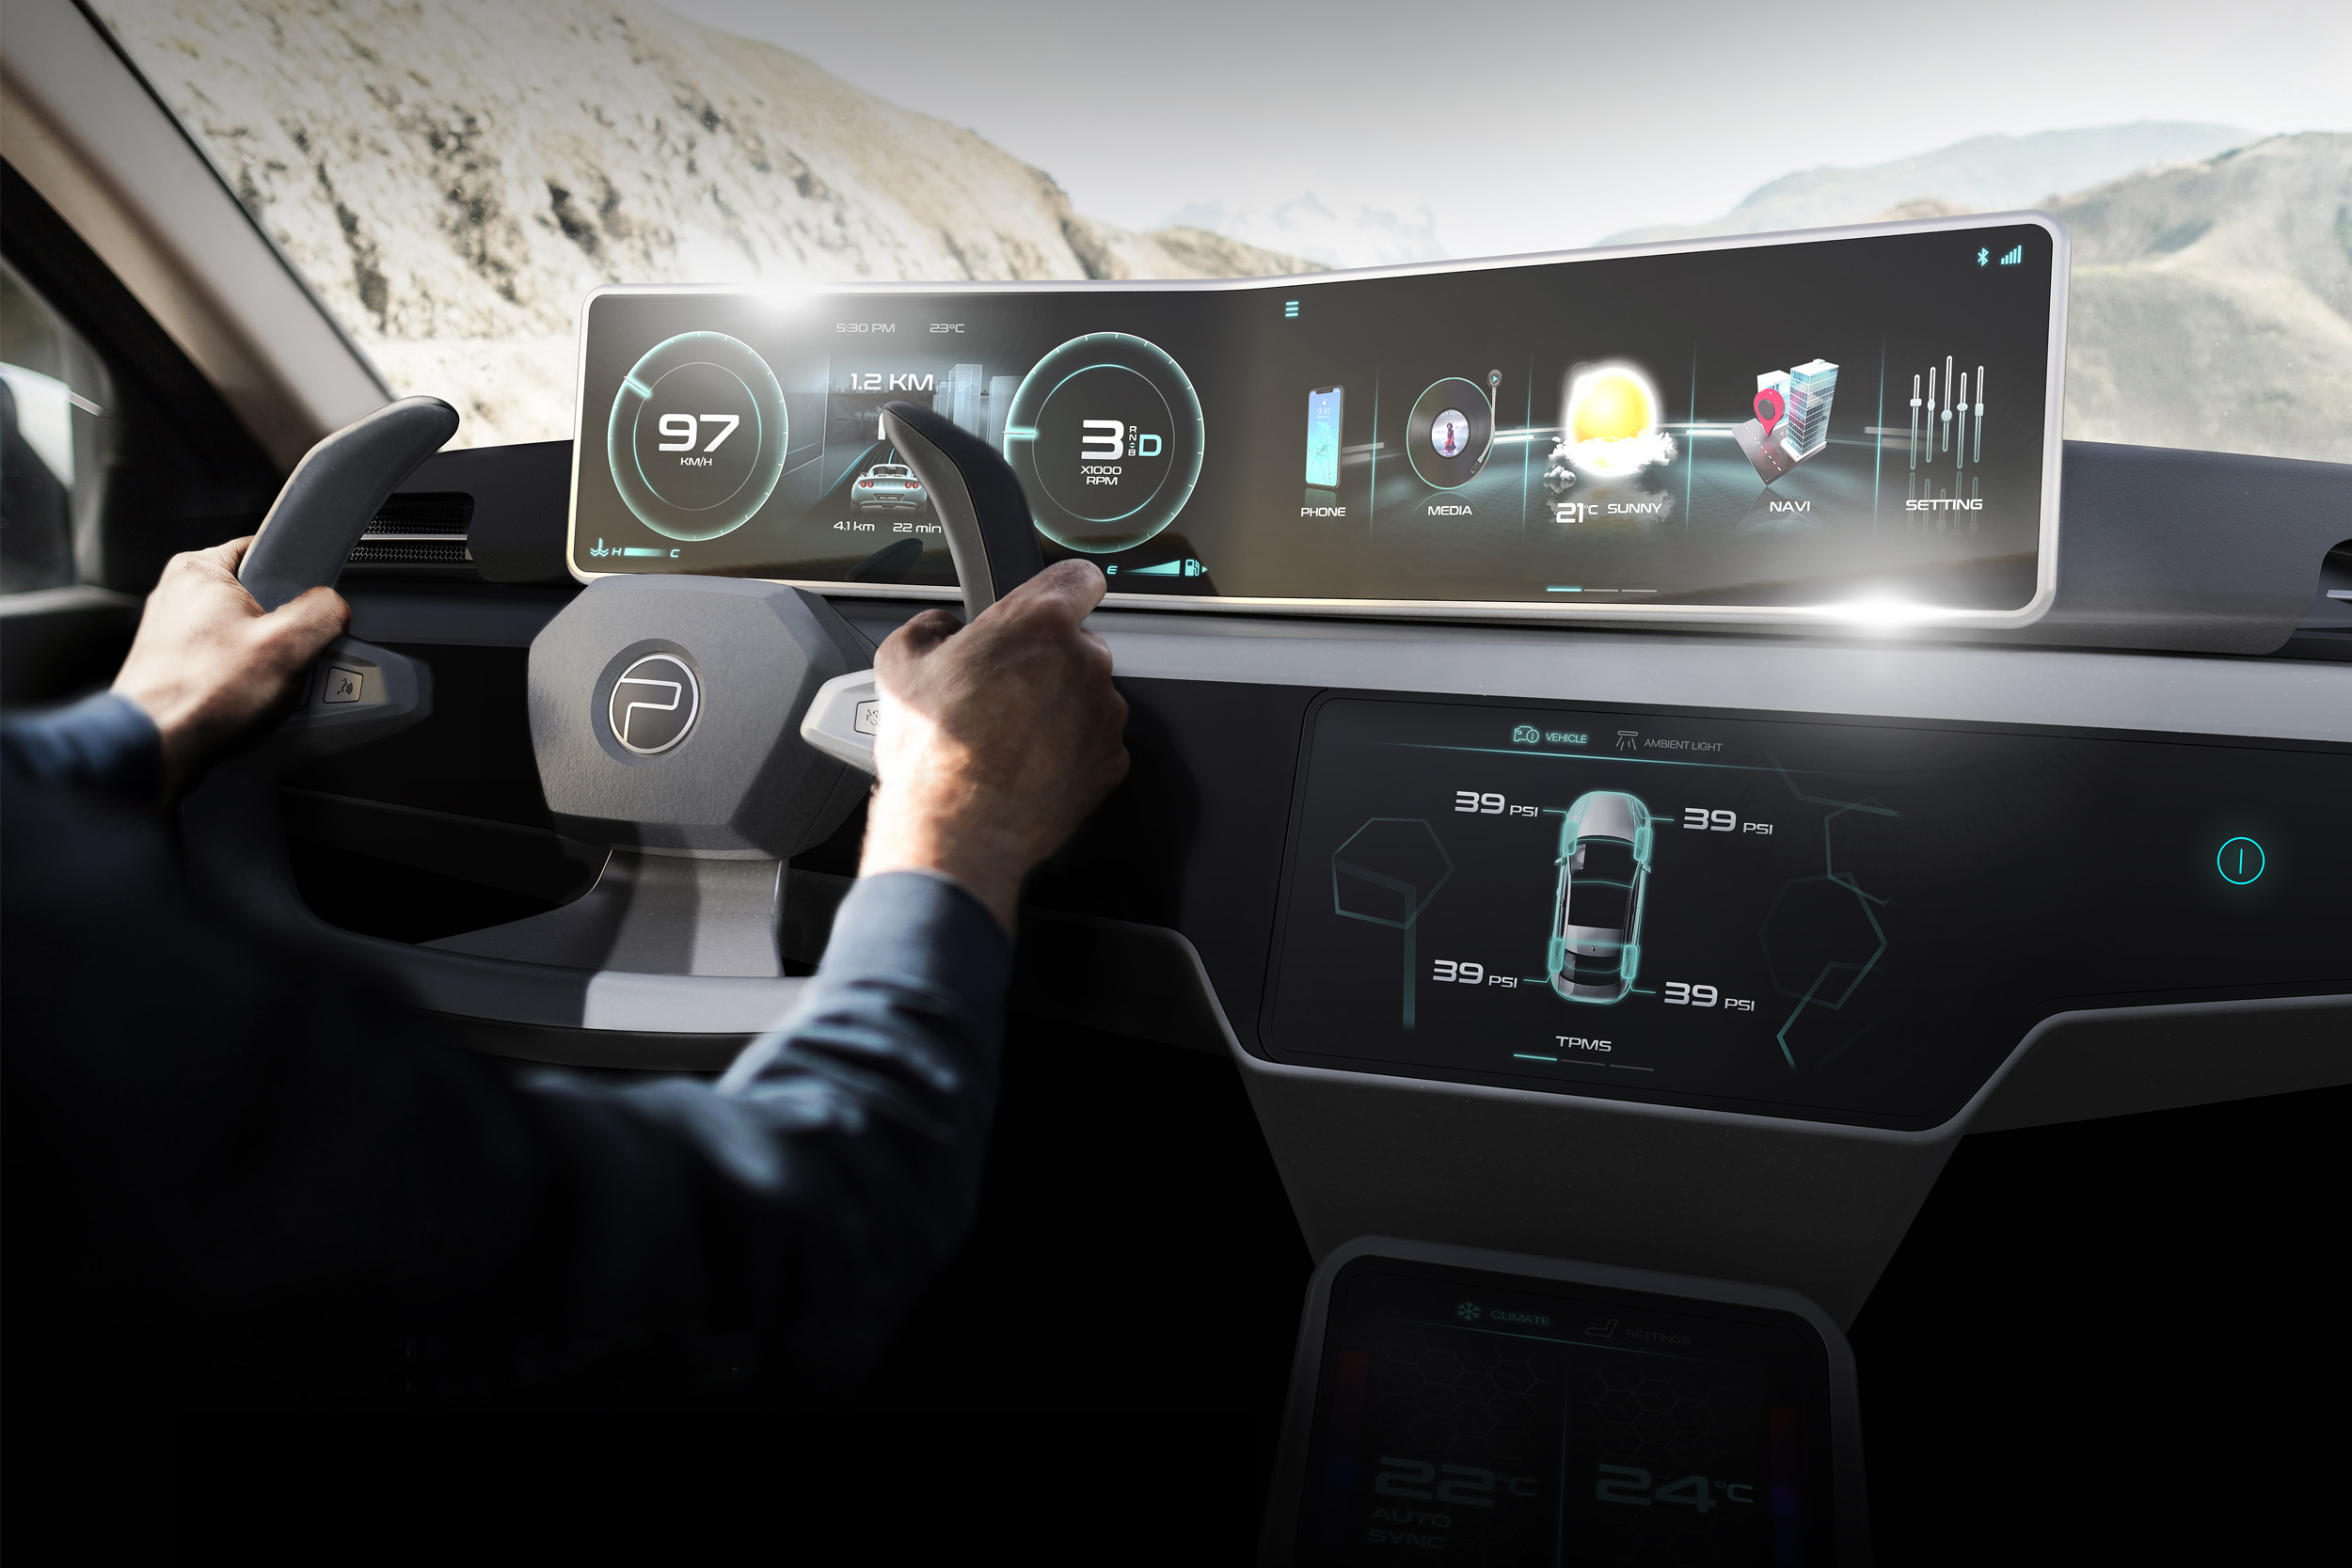 5:30 PM 23°C
1.2 KM
97
KM/H
4.1 km 22 min
H C
3
R
N
B
D
X1000
RPM
E
9:41
PHONE
MEDIA
21°C SUNNY
NAVI
SETTING
VEHICLE AMBIENT LIGHT
39 PSI 39 PSI
39 PSI 39 PSI
TPMS
CLIMATE SETTINGS
22°C 24°C
AUTO
SYNC
P